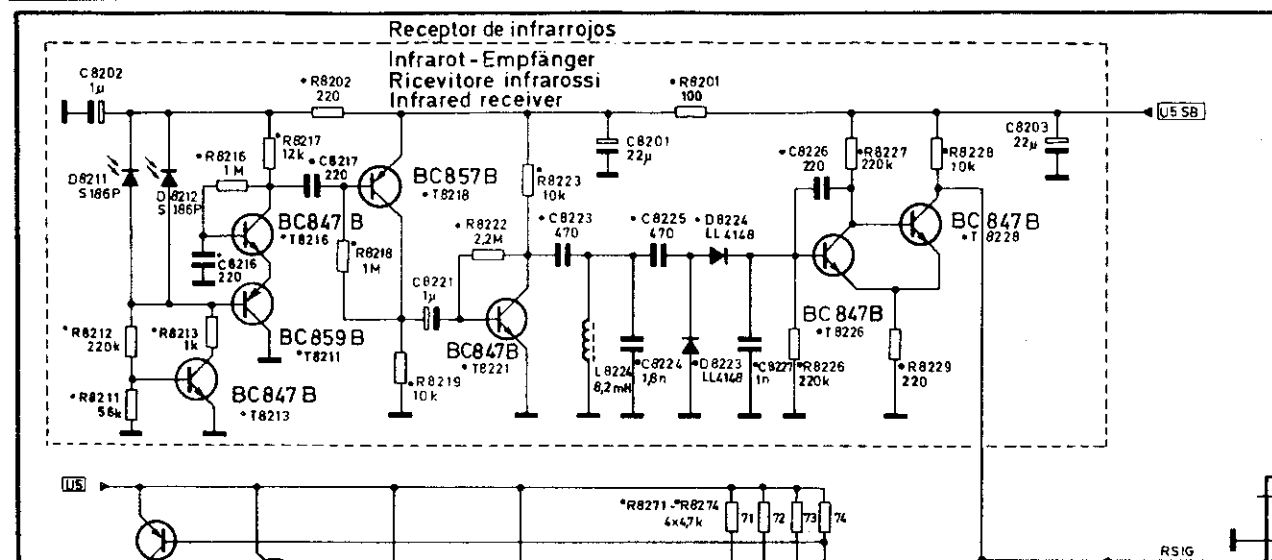 Receptor de infrarrojos
Infrarot - Empfänger
Ricevitore infrarossi
Infrared receiver
C8202
1µ
•R8202
220
•R8201
100
U5 SB
•R8217
12k
•R8216
1M
•C8217
220
BC857B
•T8218
C8201
22µ
C8203
22µ
•C8226
220
•R8227
220k
•R8228
10k
D8211
S186P
D8212
S186P
•R8223
10k
BC847B
•T8216
•R8222
2,2M
•C8223
470
•C8225
470
•D8224
LL4148
BC847B
•T8228
•C8216
220
•R8218
1M
C8221
1µ
BC859B
•T8211
•R8212
220k
•R8213
1k
BC847B
•T8221
BC847B
•T8226
•R8219
10k
L8224
8,2mH
•C8224
1,8n
•D8223
LL4148
•C8227
1n
•R8226
220k
•R8229
220
•R8211
56k
BC847B
•T8213
U5
•R8271-•R8274
4x4,7k
71
72
73
74
RSIG